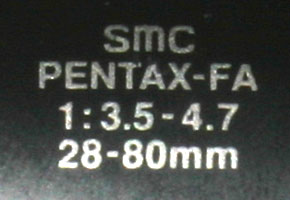 SMC
PENTAX-FA
1:3.5-4.7
28-80mm